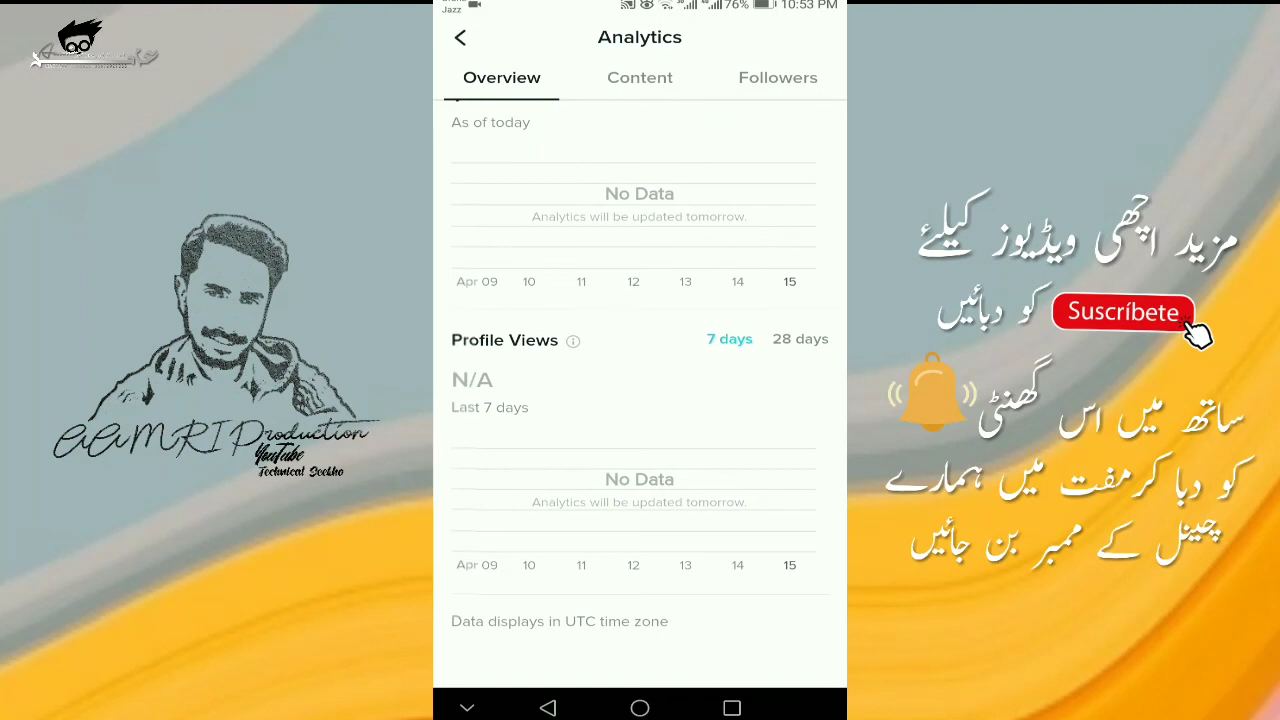 Jazz
76%
10:53 PM
Analytics
Overview
Content
Followers
As of today
No Data
Analytics will be updated tomorrow.
Apr 09 10 11 12 13 14 15
Profile Views
7 days
28 days
N/A
Last 7 days
No Data
Analytics will be updated tomorrow.
Apr 09 10 11 12 13 14 15
Data displays in UTC time zone
aaMRI Production
YouTube
Technical Seekho
مزید اچھی ویڈیوز کیلئے
Suscríbete کو دبائیں
ساتھ میں اس گھنٹی
کو دبا کر مفت میں ہمارے
چینل کے ممبر بن جائیں